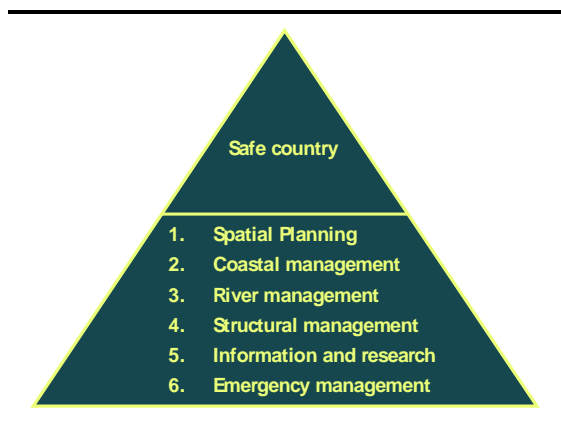 Safe country
1. Spatial Planning
2. Coastal management
3. River management
4. Structural management
5. Information and research
6. Emergency management